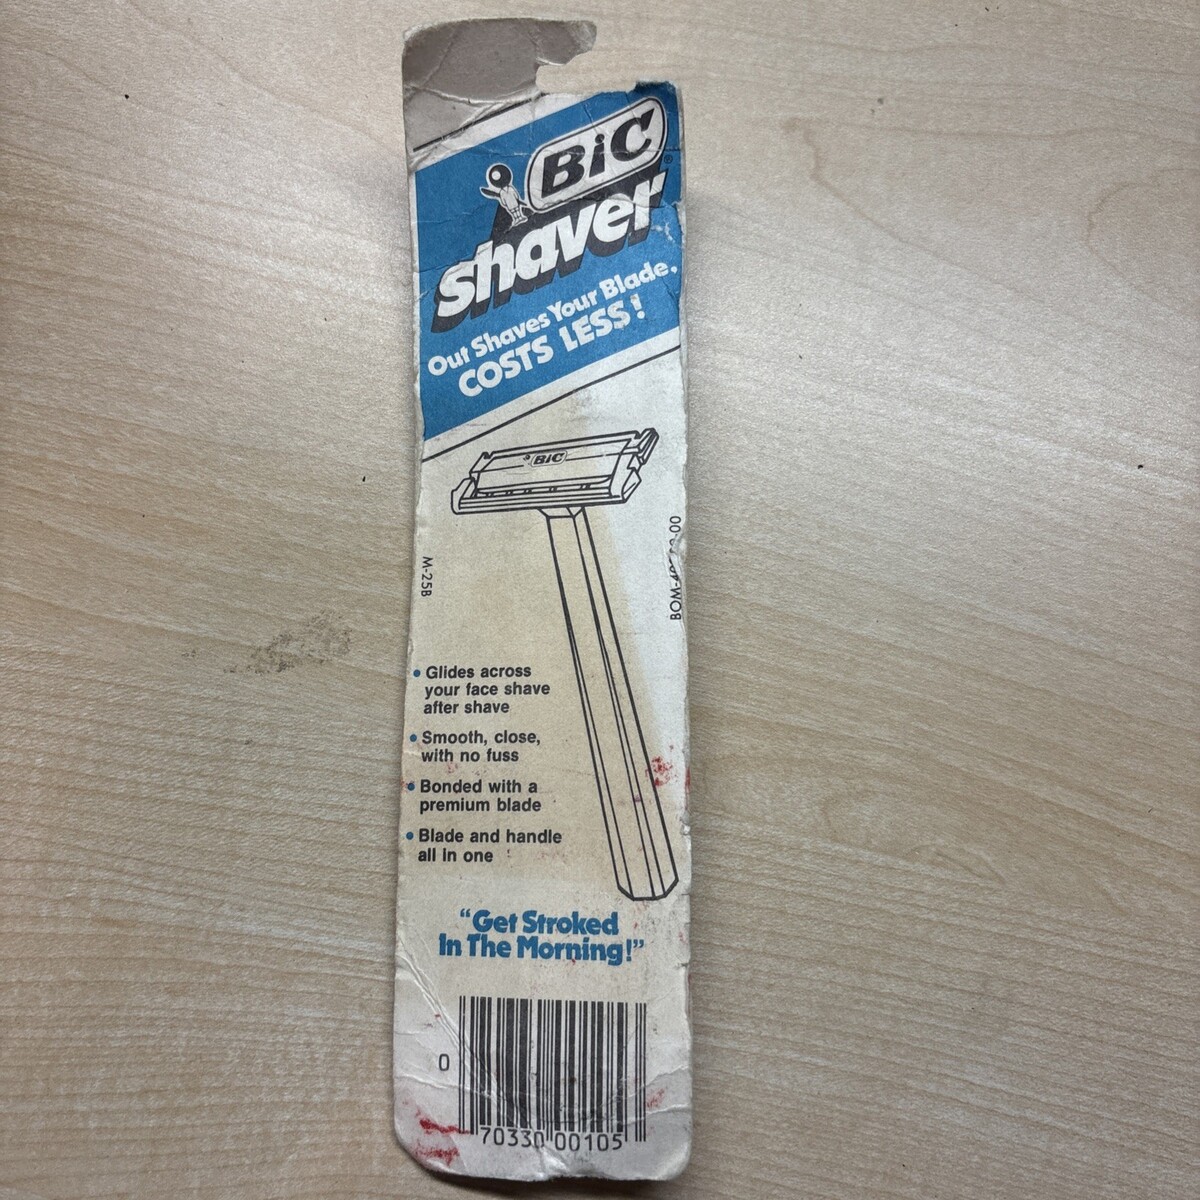 BiC
®
shaver
Out Shaves Your Blade,
COSTS LESS!
BiC
M-25B
• Glides across
your face shave
after shave
• Smooth, close,
with no fuss
• Bonded with a
premium blade
• Blade and handle
all in one
"Get Stroked
In The Morning!"
0
70330 00105